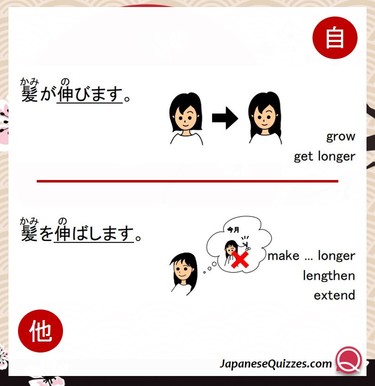 自
かみ の
髪が伸びます。
grow
get longer
かみ の
髪を伸ばします。
今月
make ... longer
lengthen
extend
他
JapaneseQuizzes.com